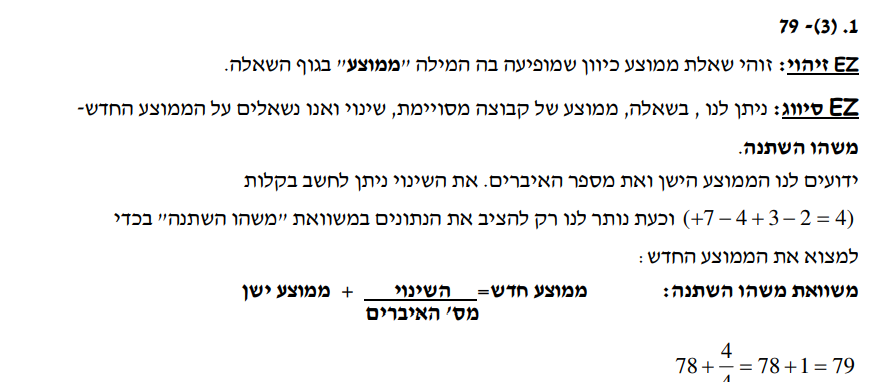 1. (3)- 79
EZ זיהוי: זוהי שאלת ממוצע כיוון שמופיעה בה המילה "ממוצע" בגוף השאלה.
EZ סיווג: ניתן לנו , בשאלה, ממוצע של קבוצה מסויימת, שינוי ואנו נשאלים על הממוצע החדש-
משהו השתנה.
ידועים לנו הממוצע הישן ואת מספר האיברים. את השינוי ניתן לחשב בקלות
(+7 − 4 + 3 − 2 = 4) וכעת נותר לנו רק להציב את הנתונים במשוואת "משהו השתנה" בכדי
למצוא את הממוצע החדש:
משוואת משהו השתנה: ממוצע חדש= השינוי + ממוצע ישן
מס' האיברים
78 + 4/4 = 78 + 1 = 79